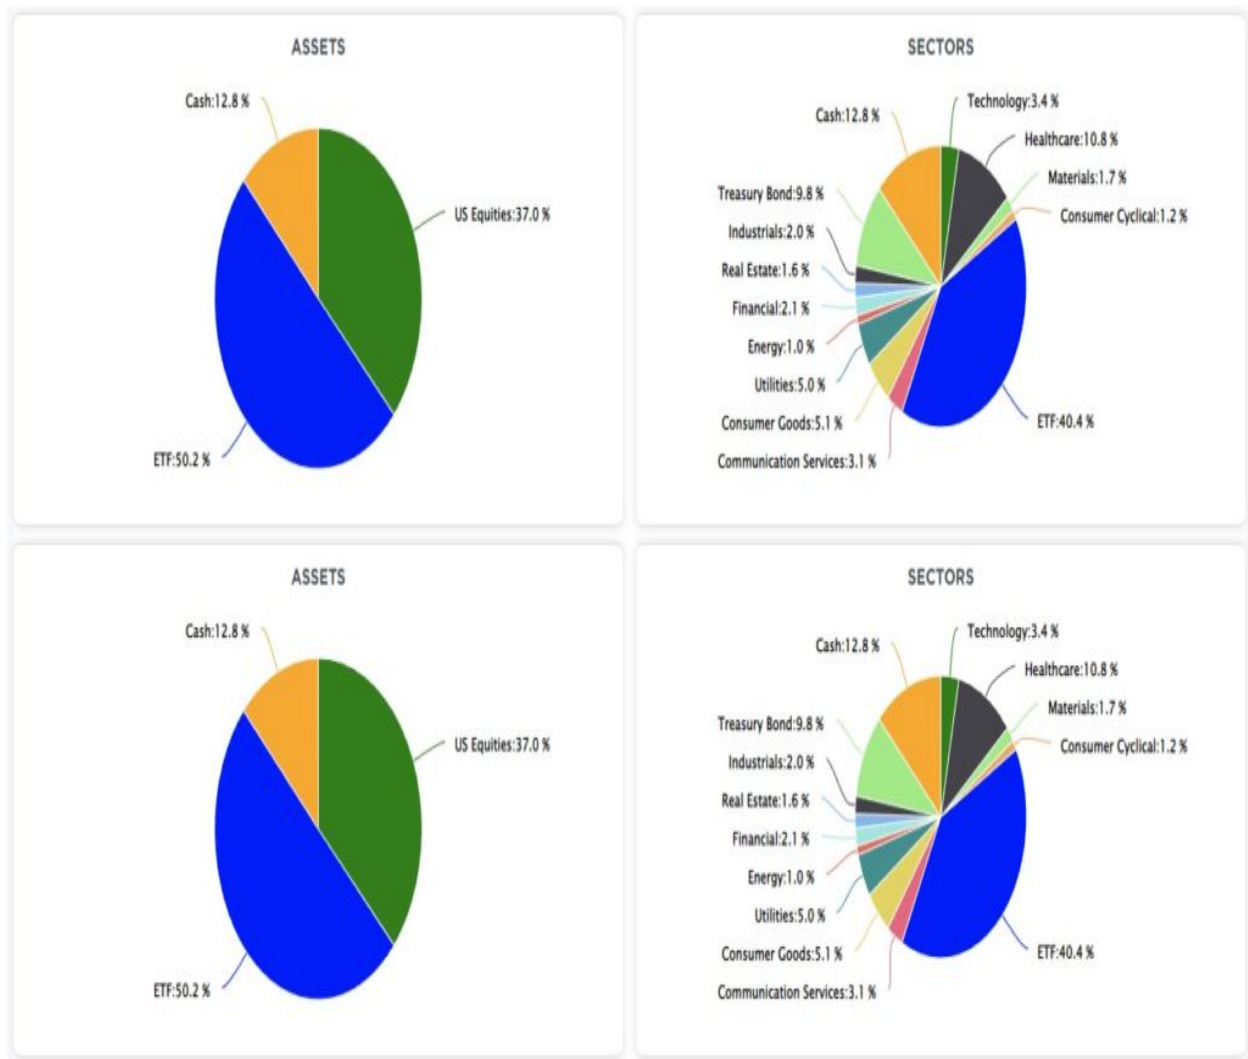 ASSETS
Cash:12.8 %
US Equities:37.0 %
ETF:50.2 %
SECTORS
Technology:3.4 %
Cash:12.8 %
Healthcare:10.8 %
Materials:1.7 %
Treasury Bond:9.8 %
Consumer Cyclical:1.2 %
Industrials:2.0 %
Real Estate:1.6 %
Financial:2.1 %
Energy:1.0 %
Utilities:5.0 %
Consumer Goods:5.1 %
ETF:40.4 %
Communication Services:3.1 %
ASSETS
Cash:12.8 %
US Equities:37.0 %
ETF:50.2 %
SECTORS
Technology:3.4 %
Cash:12.8 %
Healthcare:10.8 %
Materials:1.7 %
Treasury Bond:9.8 %
Consumer Cyclical:1.2 %
Industrials:2.0 %
Real Estate:1.6 %
Financial:2.1 %
Energy:1.0 %
Utilities:5.0 %
Consumer Goods:5.1 %
ETF:40.4 %
Communication Services:3.1 %